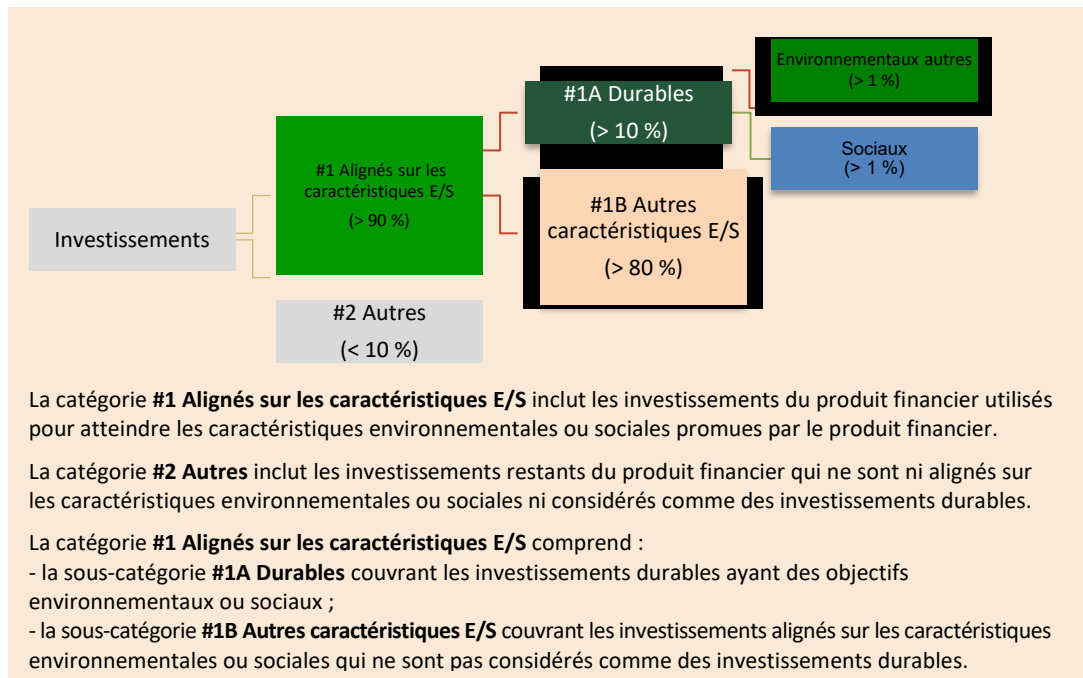 Investissements
#1 Alignés sur les
caractéristiques E/S
(> 90 %)
#2 Autres
(< 10 %)
#1A Durables
(> 10 %)
#1B Autres
caractéristiques E/S
(> 80 %)
Environnementaux autres
(> 1 %)
Sociaux
(> 1 %)
La catégorie #1 Alignés sur les caractéristiques E/S inclut les investissements du produit financier utilisés
pour atteindre les caractéristiques environnementales ou sociales promues par le produit financier.
La catégorie #2 Autres inclut les investissements restants du produit financier qui ne sont ni alignés sur
les caractéristiques environnementales ou sociales ni considérés comme des investissements durables.
La catégorie #1 Alignés sur les caractéristiques E/S comprend :
- la sous-catégorie #1A Durables couvrant les investissements durables ayant des objectifs
environnementaux ou sociaux ;
- la sous-catégorie #1B Autres caractéristiques E/S couvrant les investissements alignés sur les caractéristiques
environnementales ou sociales qui ne sont pas considérés comme des investissements durables.